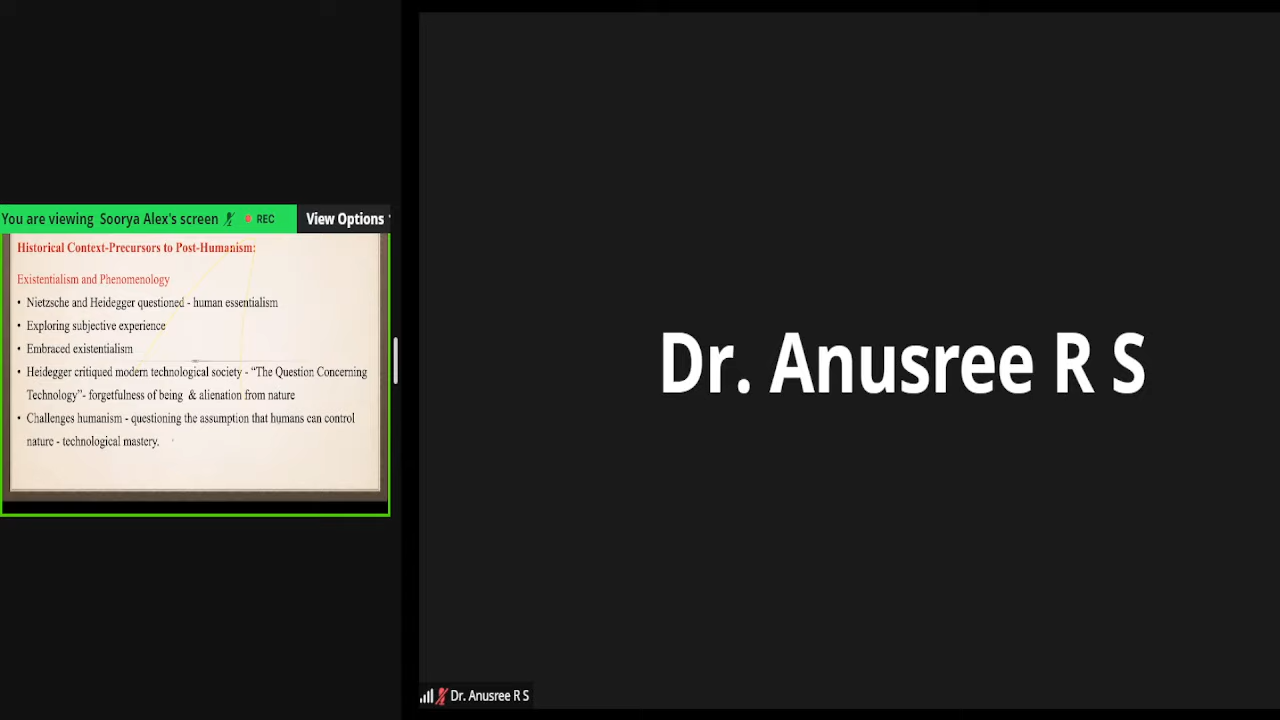 You are viewing Soorya Alex's screen REC View Options
Historical Context-Precursors to Post-Humanism:
Existentialism and Phenomenology
• Nietzsche and Heidegger questioned - human essentialism
• Exploring subjective experience
• Embraced existentialism
• Heidegger critiqued modern technological society - “The Question Concerning
Technology”- forgetfulness of being & alienation from nature
• Challenges humanism - questioning the assumption that humans can control
nature - technological mastery.
Dr. Anusree R S
Dr. Anusree R S